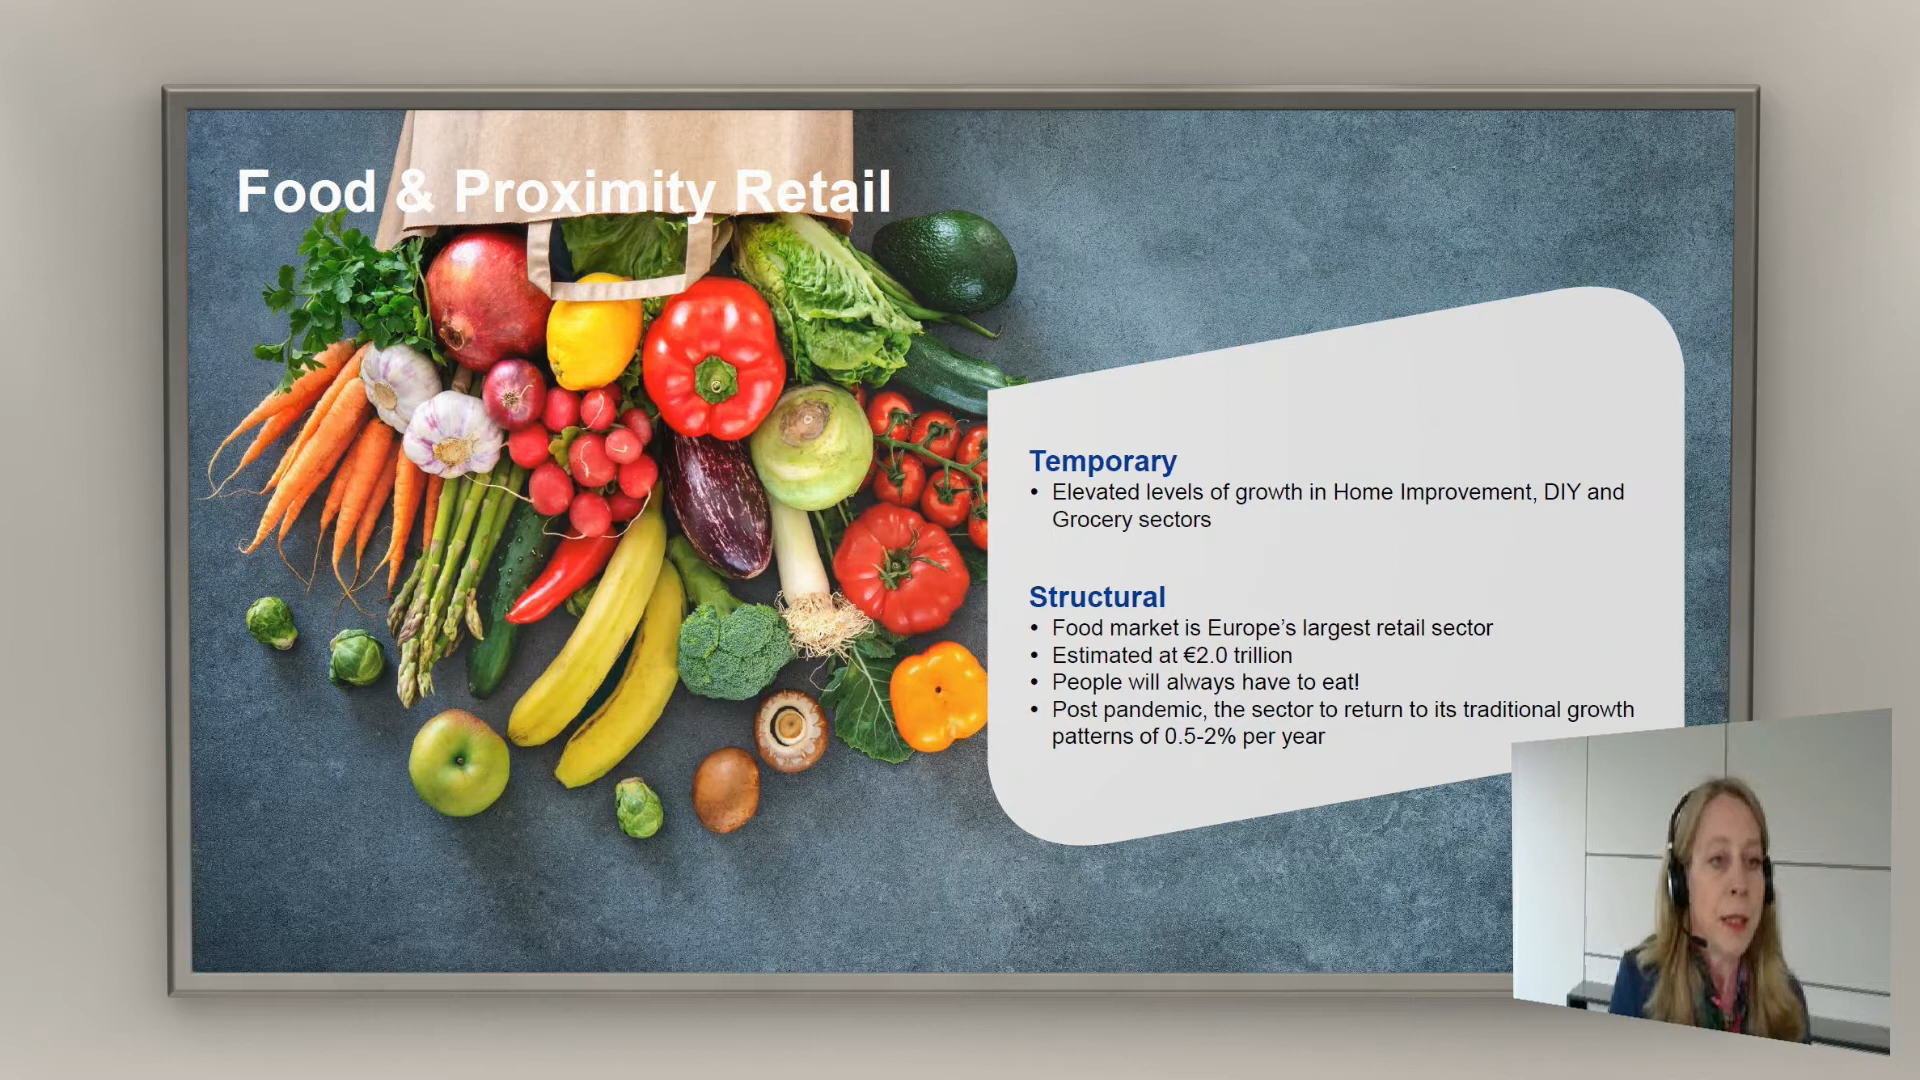 Food & Proximity Retail
Temporary
• Elevated levels of growth in Home Improvement, DIY and
Grocery sectors
Structural
• Food market is Europe’s largest retail sector
• Estimated at €2.0 trillion
• People will always have to eat!
• Post pandemic, the sector to return to its traditional growth
patterns of 0.5-2% per year